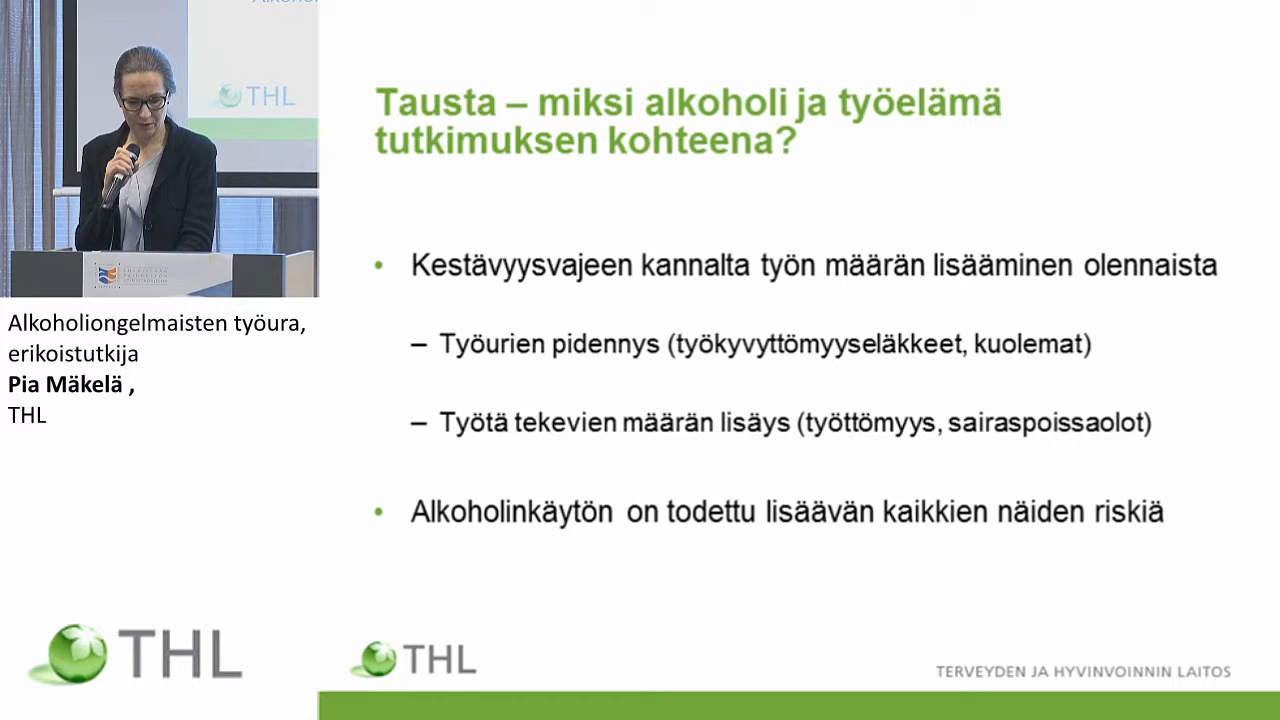 Alkohol
THL
Alkoholiongelmaisten työura,
erikoistutkija
Pia Mäkelä ,
THL
THL
Tausta – miksi alkoholi ja työelämä
tutkimuksen kohteena?
• Kestävyysvajeen kannalta työn määrän lisääminen olennaista
– Työurien pidennys (työkyvyttömyyseläkkeet, kuolemat)
– Työtä tekevien määrän lisäys (työttömyys, sairaspoissaolot)
• Alkoholinkäytön on todettu lisäävän kaikkien näiden riskiä
THL
TERVEYDEN JA HYVINVOINNIN LAITOS